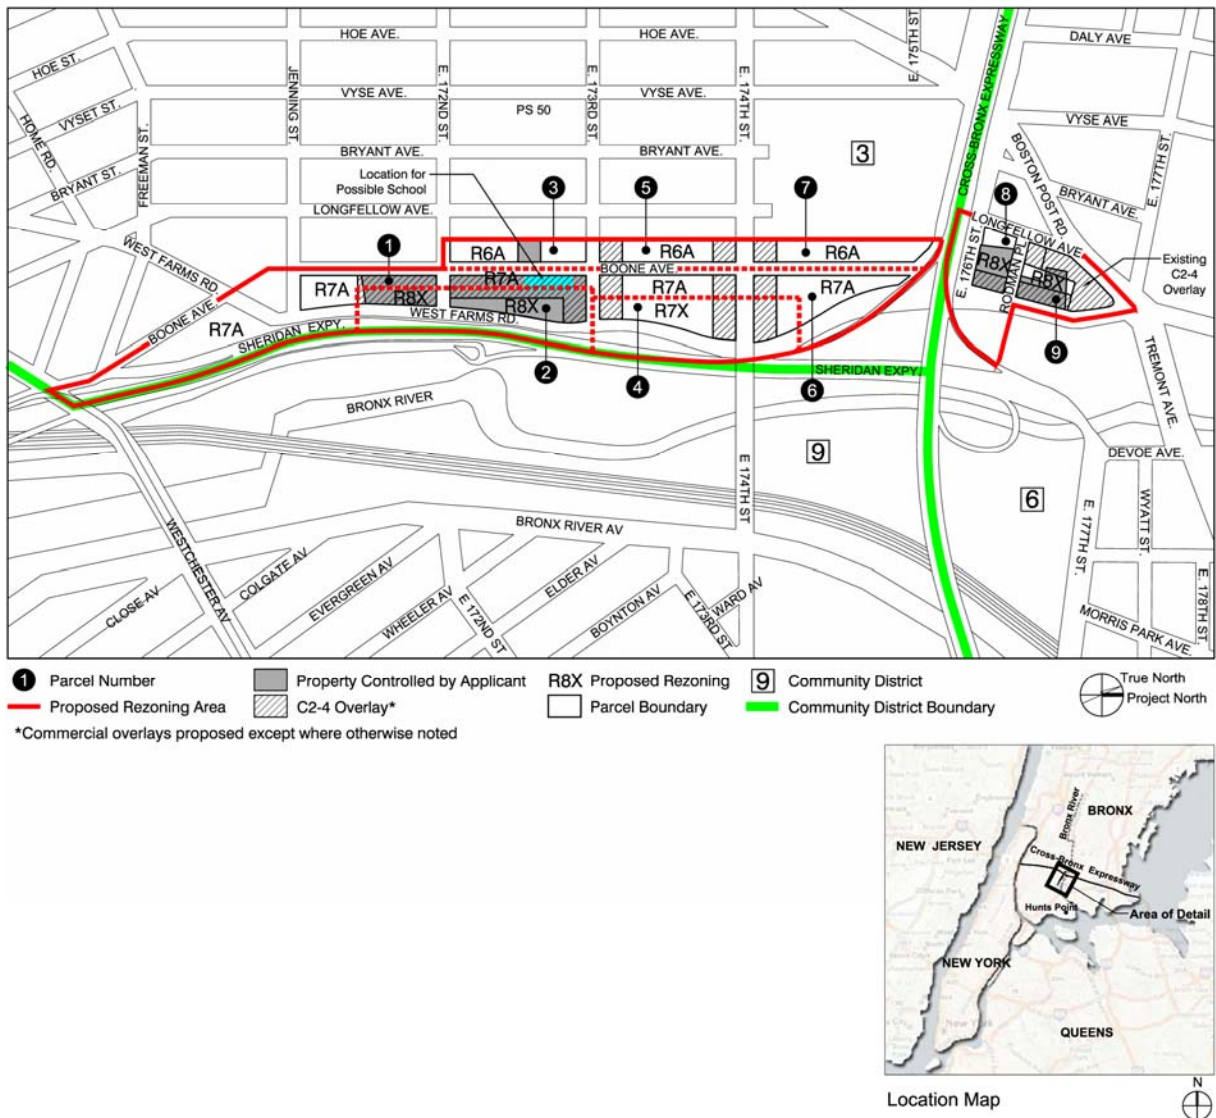 HOE AVE.
HOE AVE.
DALY AVE
HOE ST.
JENNING ST.
E. 172ND ST.
E. 173RD ST.
E. 174TH ST.
E. 175TH ST.
CROSS-BRONX EXPRESSWAY
VYSE AVE.
VYSE AVE.
VYSE AVE
VYSET ST.
HOME RD.
FREEMAN ST.
PS 50
BOSTON POST RD.
E. 177TH ST.
BRYANT AVE.
BRYANT AVE.
BRYANT AVE.
BRYANT ST.
3
Location for
Possible School
3
5
7
8
LONGFELLOW AVE.
LONGFELLOW AVE
WEST FARMS RD.
1
R6A
R6A
R6A
E. 176TH ST.
RODMAN PL.
R8X
R8X
Existing
C2-4
Overlay
BOONE AVE.
R7A
R7A
R7A
R7A
R8X
R8X
R7X
WEST FARMS RD.
BOONE AVE.
R7A
SHERIDAN EXPY.
2
4
6
9
SHERIDAN EXPY.
TREMONT AVE.
BRONX RIVER
9
6
DEVOE AVE.
E. 174TH ST
E. 177TH ST.
WYATT ST.
E. 178TH ST.
BRONX RIVER AV
WESTCHESTER AV
COLGATE AV
CLOSE AV
EVERGREEN AV
WHEELER AV
E. 172ND ST
ELDER AV
BOYNTON AV
E. 173RD ST.
WARD AV
MORRIS PARK AVE.
1 Parcel Number
Property Controlled by Applicant
R8X Proposed Rezoning
9 Community District
True North
Project North
Proposed Rezoning Area
C2-4 Overlay*
Parcel Boundary
Community District Boundary
*Commercial overlays proposed except where otherwise noted
Bronx River
BRONX
NEW JERSEY
Cross-Bronx Expressway
Hunts Point
Area of Detail
NEW YORK
QUEENS
Location Map
N